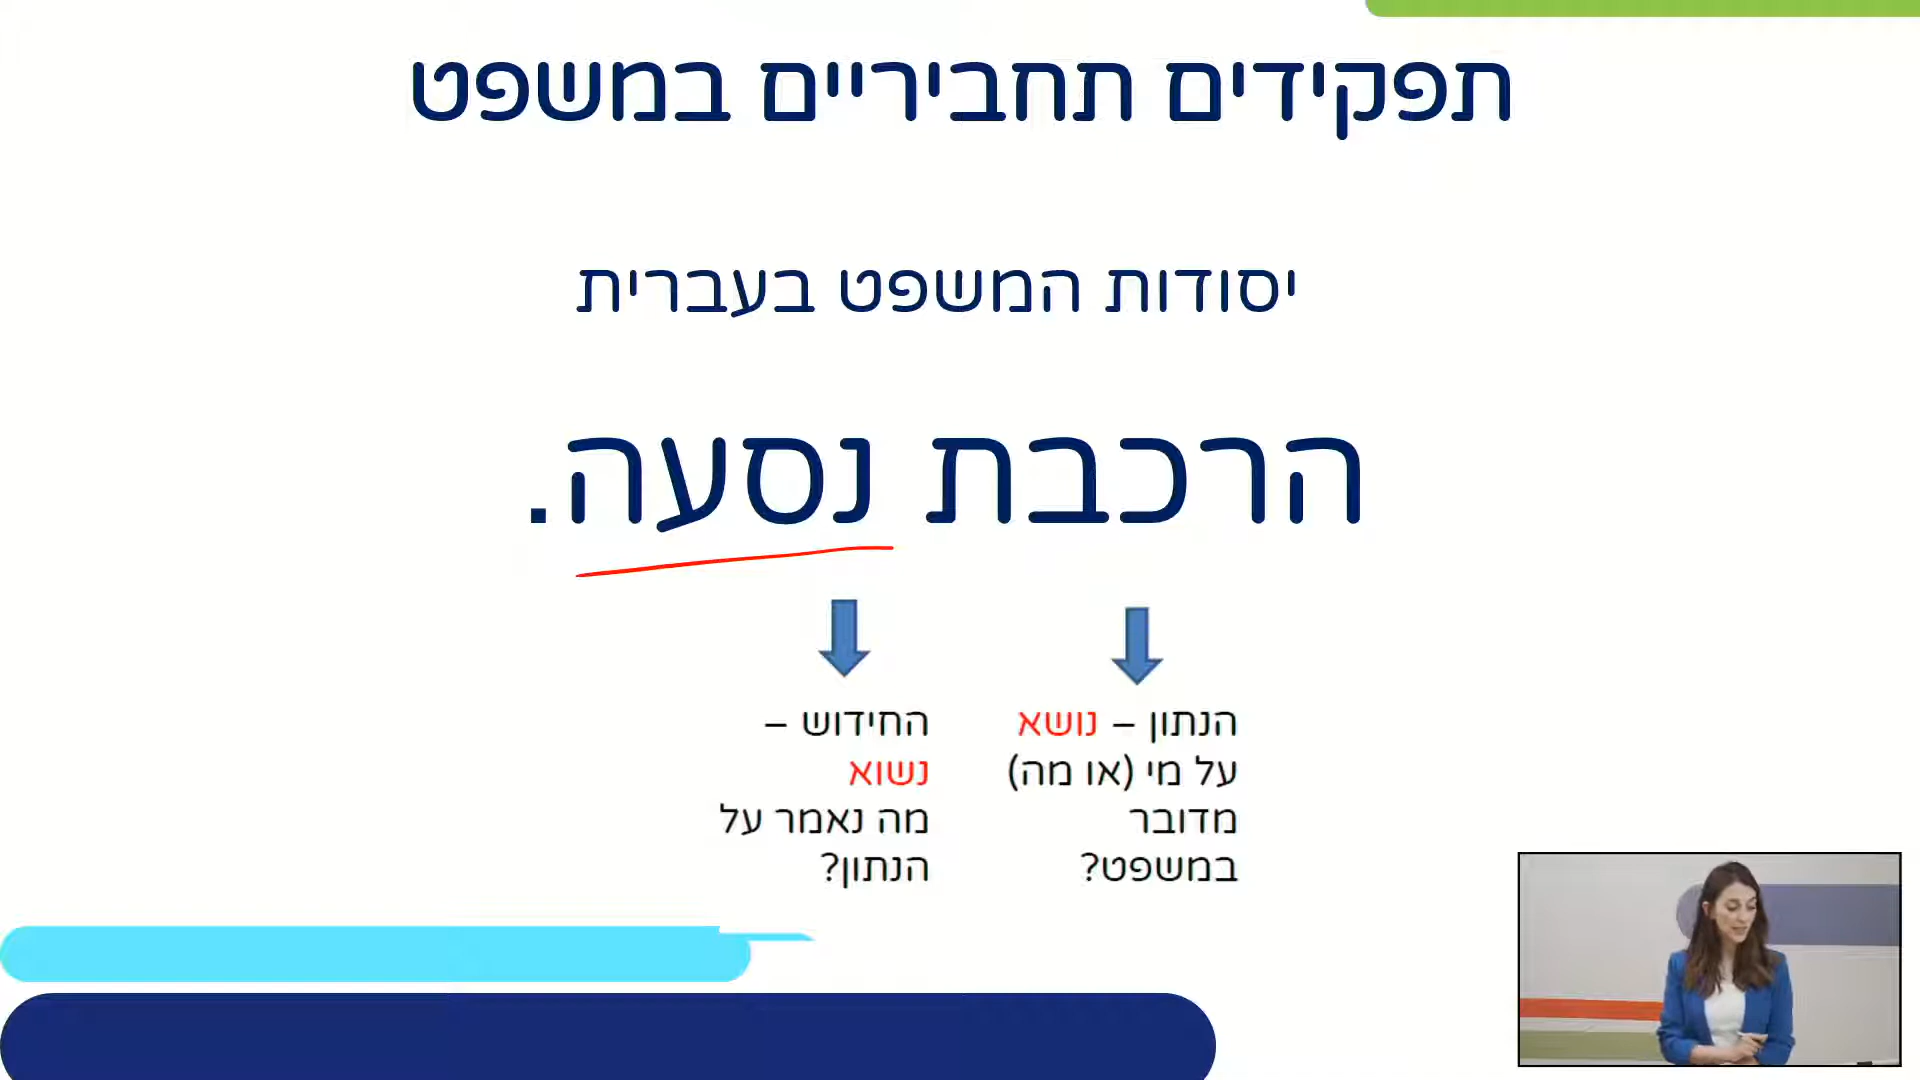 תפקידים תחביריים במשפט
יסודות המשפט בעברית
הרכבת נסעה.
הנתון – נושא
על מי (או מה)
מדובר
במשפט?
החידוש –
נשוא
מה נאמר על
הנתון?